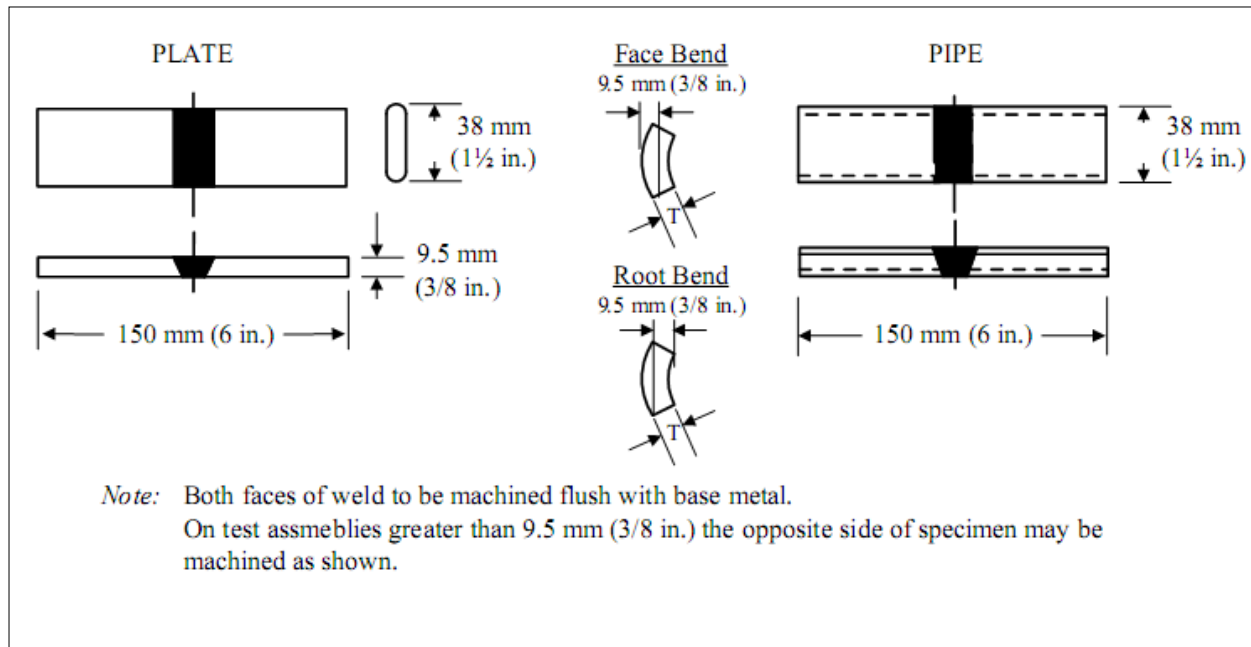 PLATE
38 mm
(1½ in.)
9.5 mm
(3/8 in.)
150 mm (6 in.)
Face Bend
9.5 mm (3/8 in.)
T
Root Bend
9.5 mm (3/8 in.)
T
PIPE
38 mm
(1½ in.)
150 mm (6 in.)
Note: Both faces of weld to be machined flush with base metal.
On test assmeblies greater than 9.5 mm (3/8 in.) the opposite side of specimen may be
machined as shown.